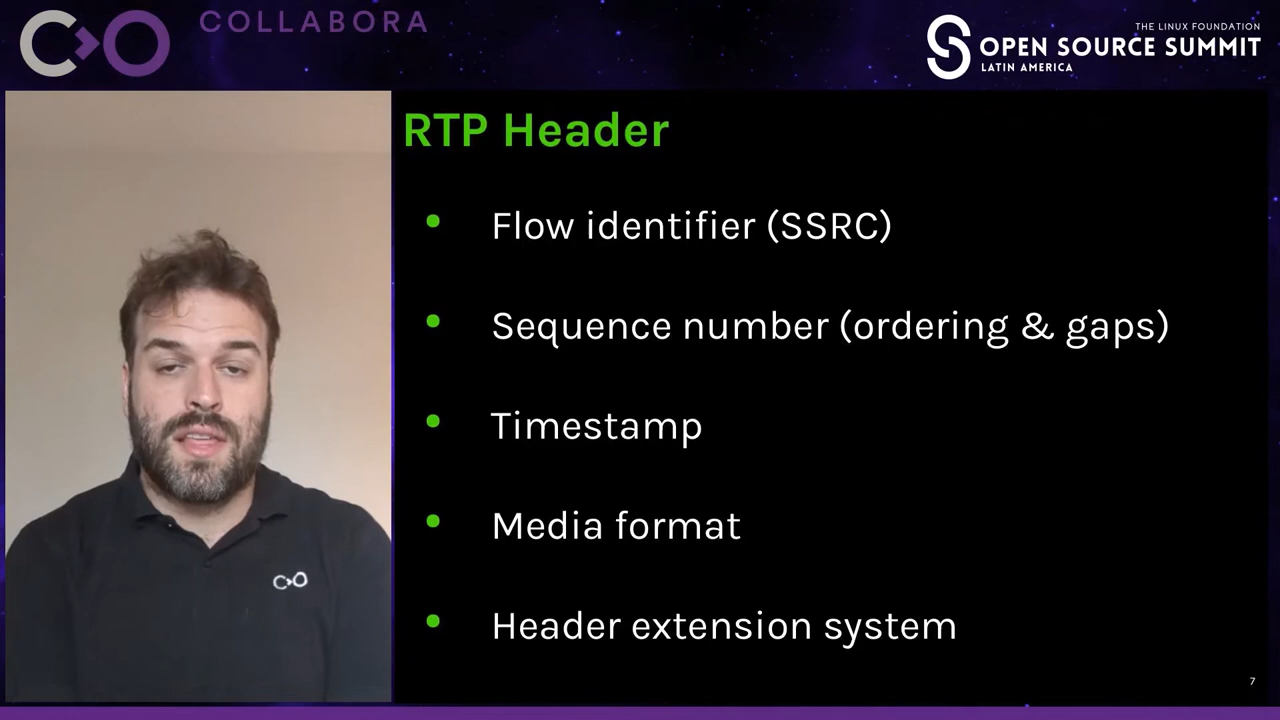 COLLABORA
THE LINUX FOUNDATION
OPEN SOURCE SUMMIT
LATIN AMERICA
RTP Header
• Flow identifier (SSRC)
• Sequence number (ordering & gaps)
• Timestamp
• Media format
• Header extension system
7